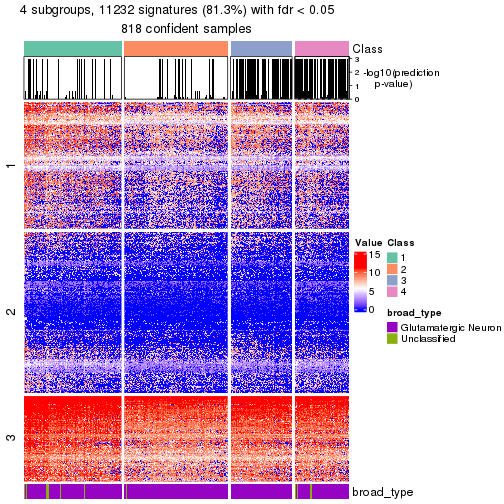 4 subgroups, 11232 signatures (81.3%) with fdr < 0.05
818 confident samples
Class
3
2
1
0
-log10(prediction
p-value)
1
2
3
Value
15
10
5
0
Class
1
2
3
4
broad_type
Glutamatergic Neuron
Unclassified
broad_type